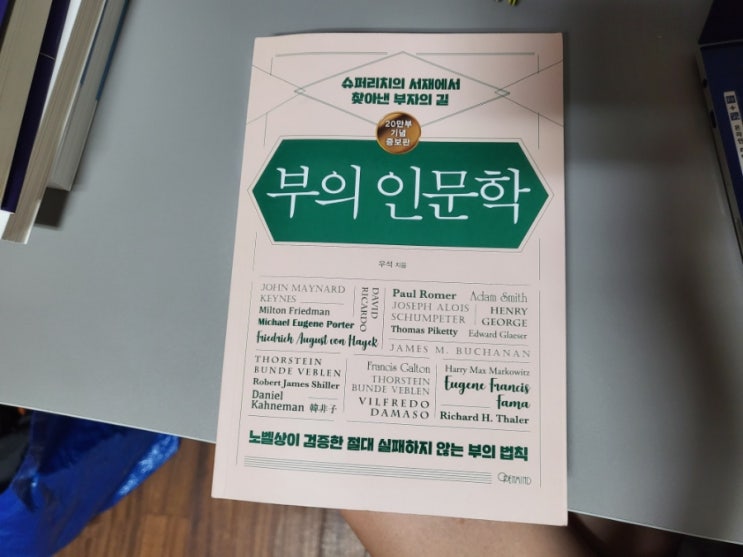 슈퍼리치의 서재에서
찾아낸 부자의 길
20만부
기념
증보판
부의 인문학
우석 지음
JOHN MAYNARD
KEYNES
Milton Friedman
Michael Eugene Porter
Friedrich August von Hayek
DAVID
RICARDO
Paul Romer
JOSEPH ALOIS
SCHUMPETER
Thomas Piketty
Adam Smith
HENRY
GEORGE
Edward Glaeser
JAMES M. BUCHANAN
THORSTEIN
BUNDE VEBLEN
Robert James Shiller
Daniel
Kahneman 韓非子
Francis Galton
THORSTEIN
BUNDE VEBLEN
VILFREDO
DAMASO
Harry Max Markowitz
Eugene Francis
Fama
Richard H. Thaler
노벨상이 검증한 절대 실패하지 않는 부의 법칙
OPENMIND